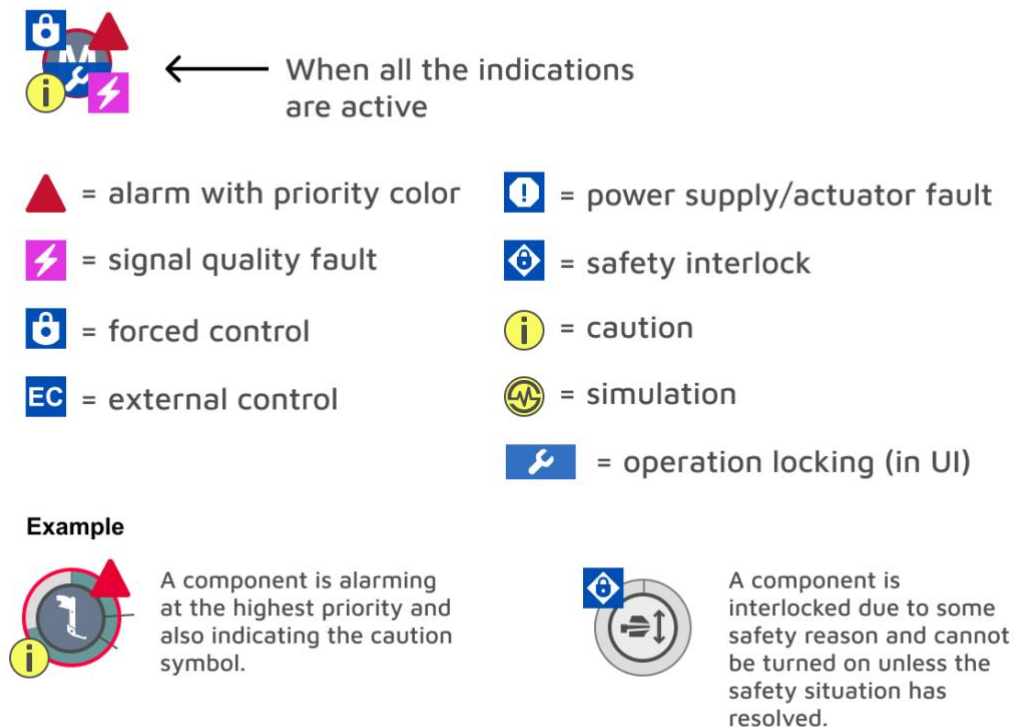 M
i
When all the indications
are active
= alarm with priority color
! = power supply/actuator fault
= signal quality fault
= safety interlock
= forced control
i = caution
EC = external control
= simulation
= operation locking (in UI)
Example
A component is alarming
at the highest priority and
also indicating the caution
symbol.
i
A component is
interlocked due to some
safety reason and cannot
be turned on unless the
safety situation has
resolved.